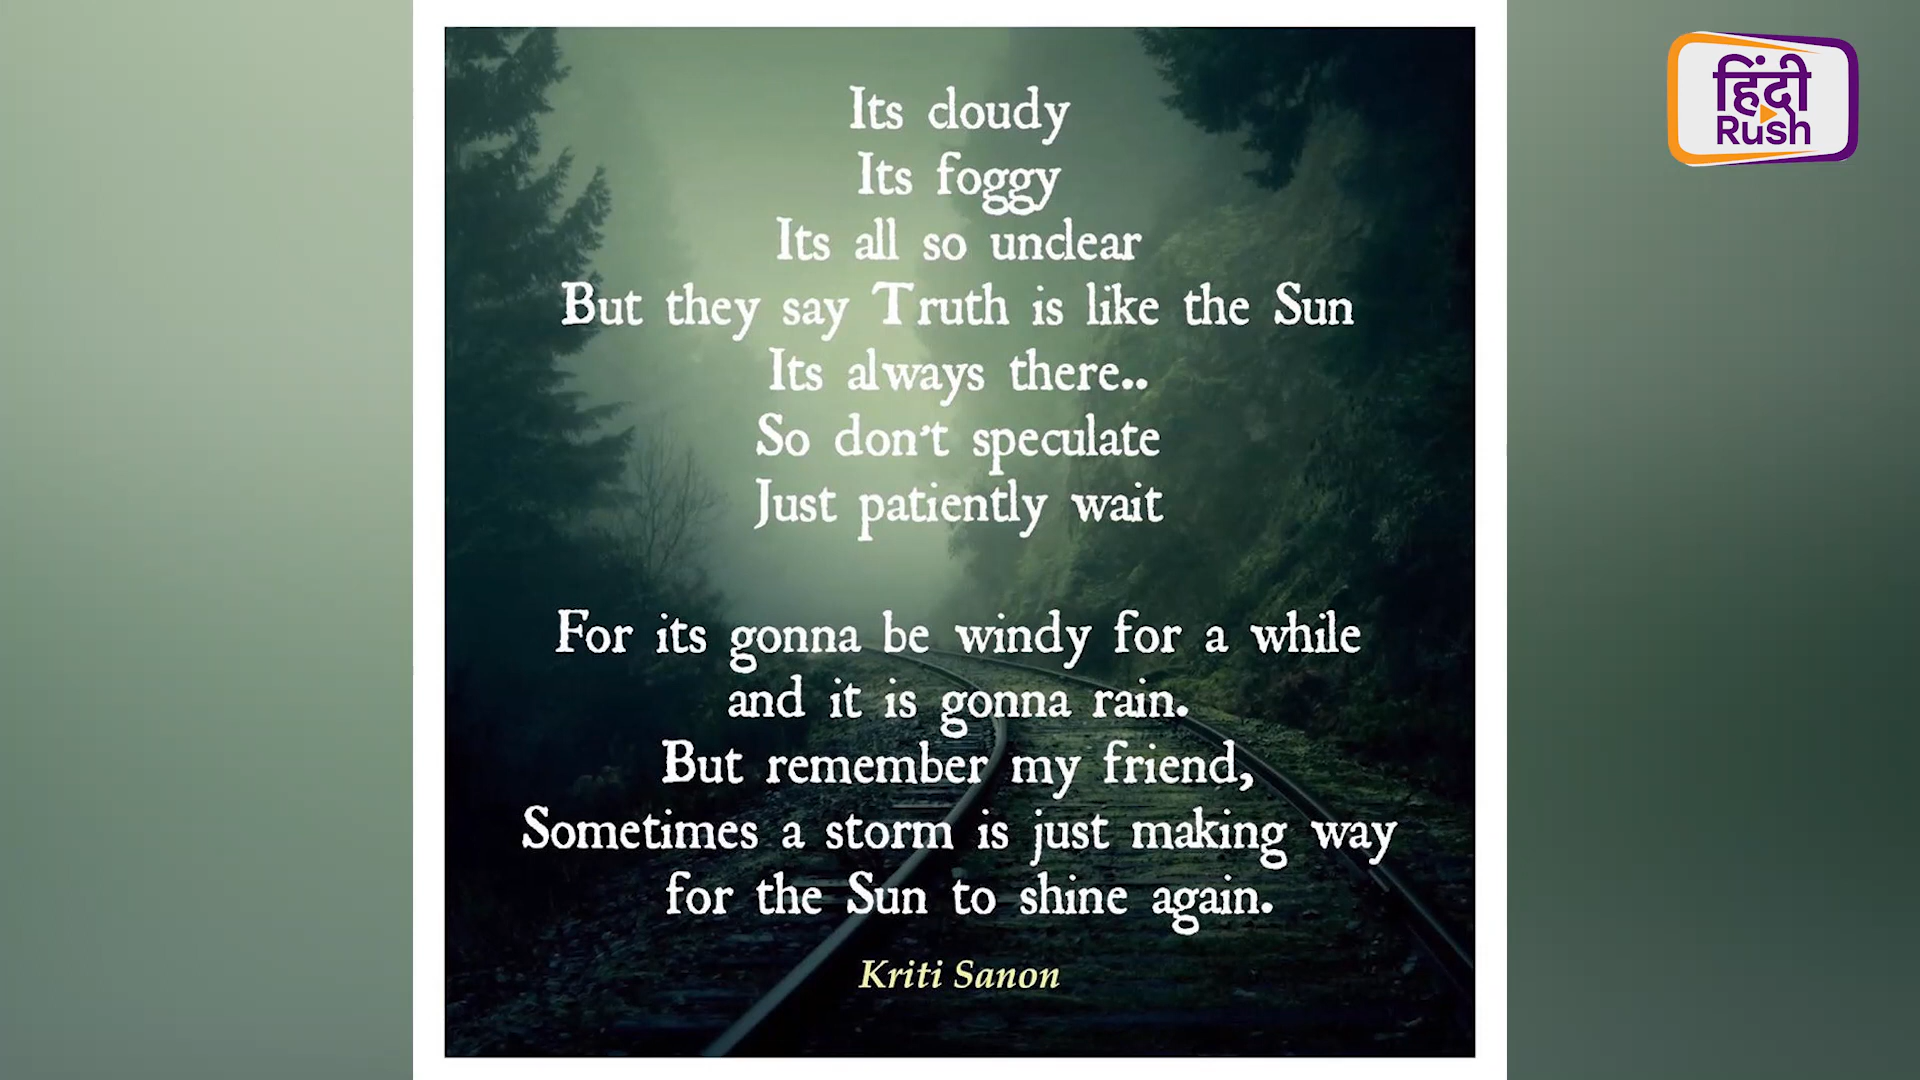 Its cloudy
Its foggy
Its all so unclear
But they say Truth is like the Sun
Its always there..
So don't speculate
Just patiently wait
For its gonna be windy for a while
and it is gonna rain.
But remember my friend,
Sometimes a storm is just making way
for the Sun to shine again.
Kriti Sanon
हिंदी
Rush